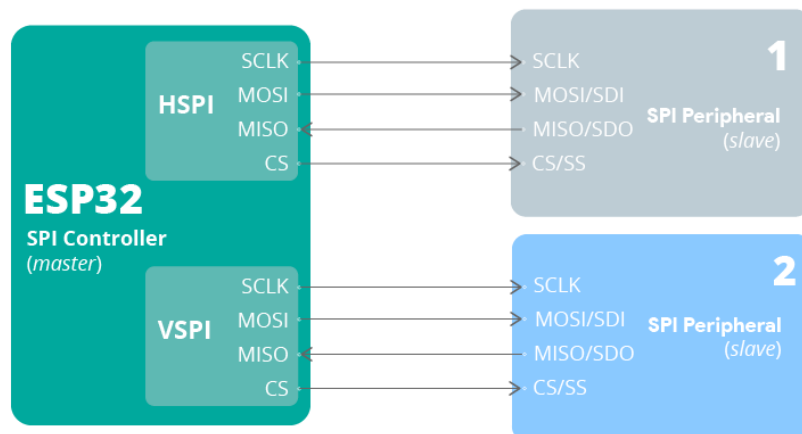 HSPI
SCLK
MOSI
MISO
CS
ESP32
SPI Controller
(master)
VSPI
SCLK
MOSI
MISO
CS
1
SCLK
MOSI/SDI
MISO/SDO
CS/SS
SPI Peripheral
(slave)
2
SCLK
MOSI/SDI
MISO/SDO
CS/SS
SPI Peripheral
(slave)